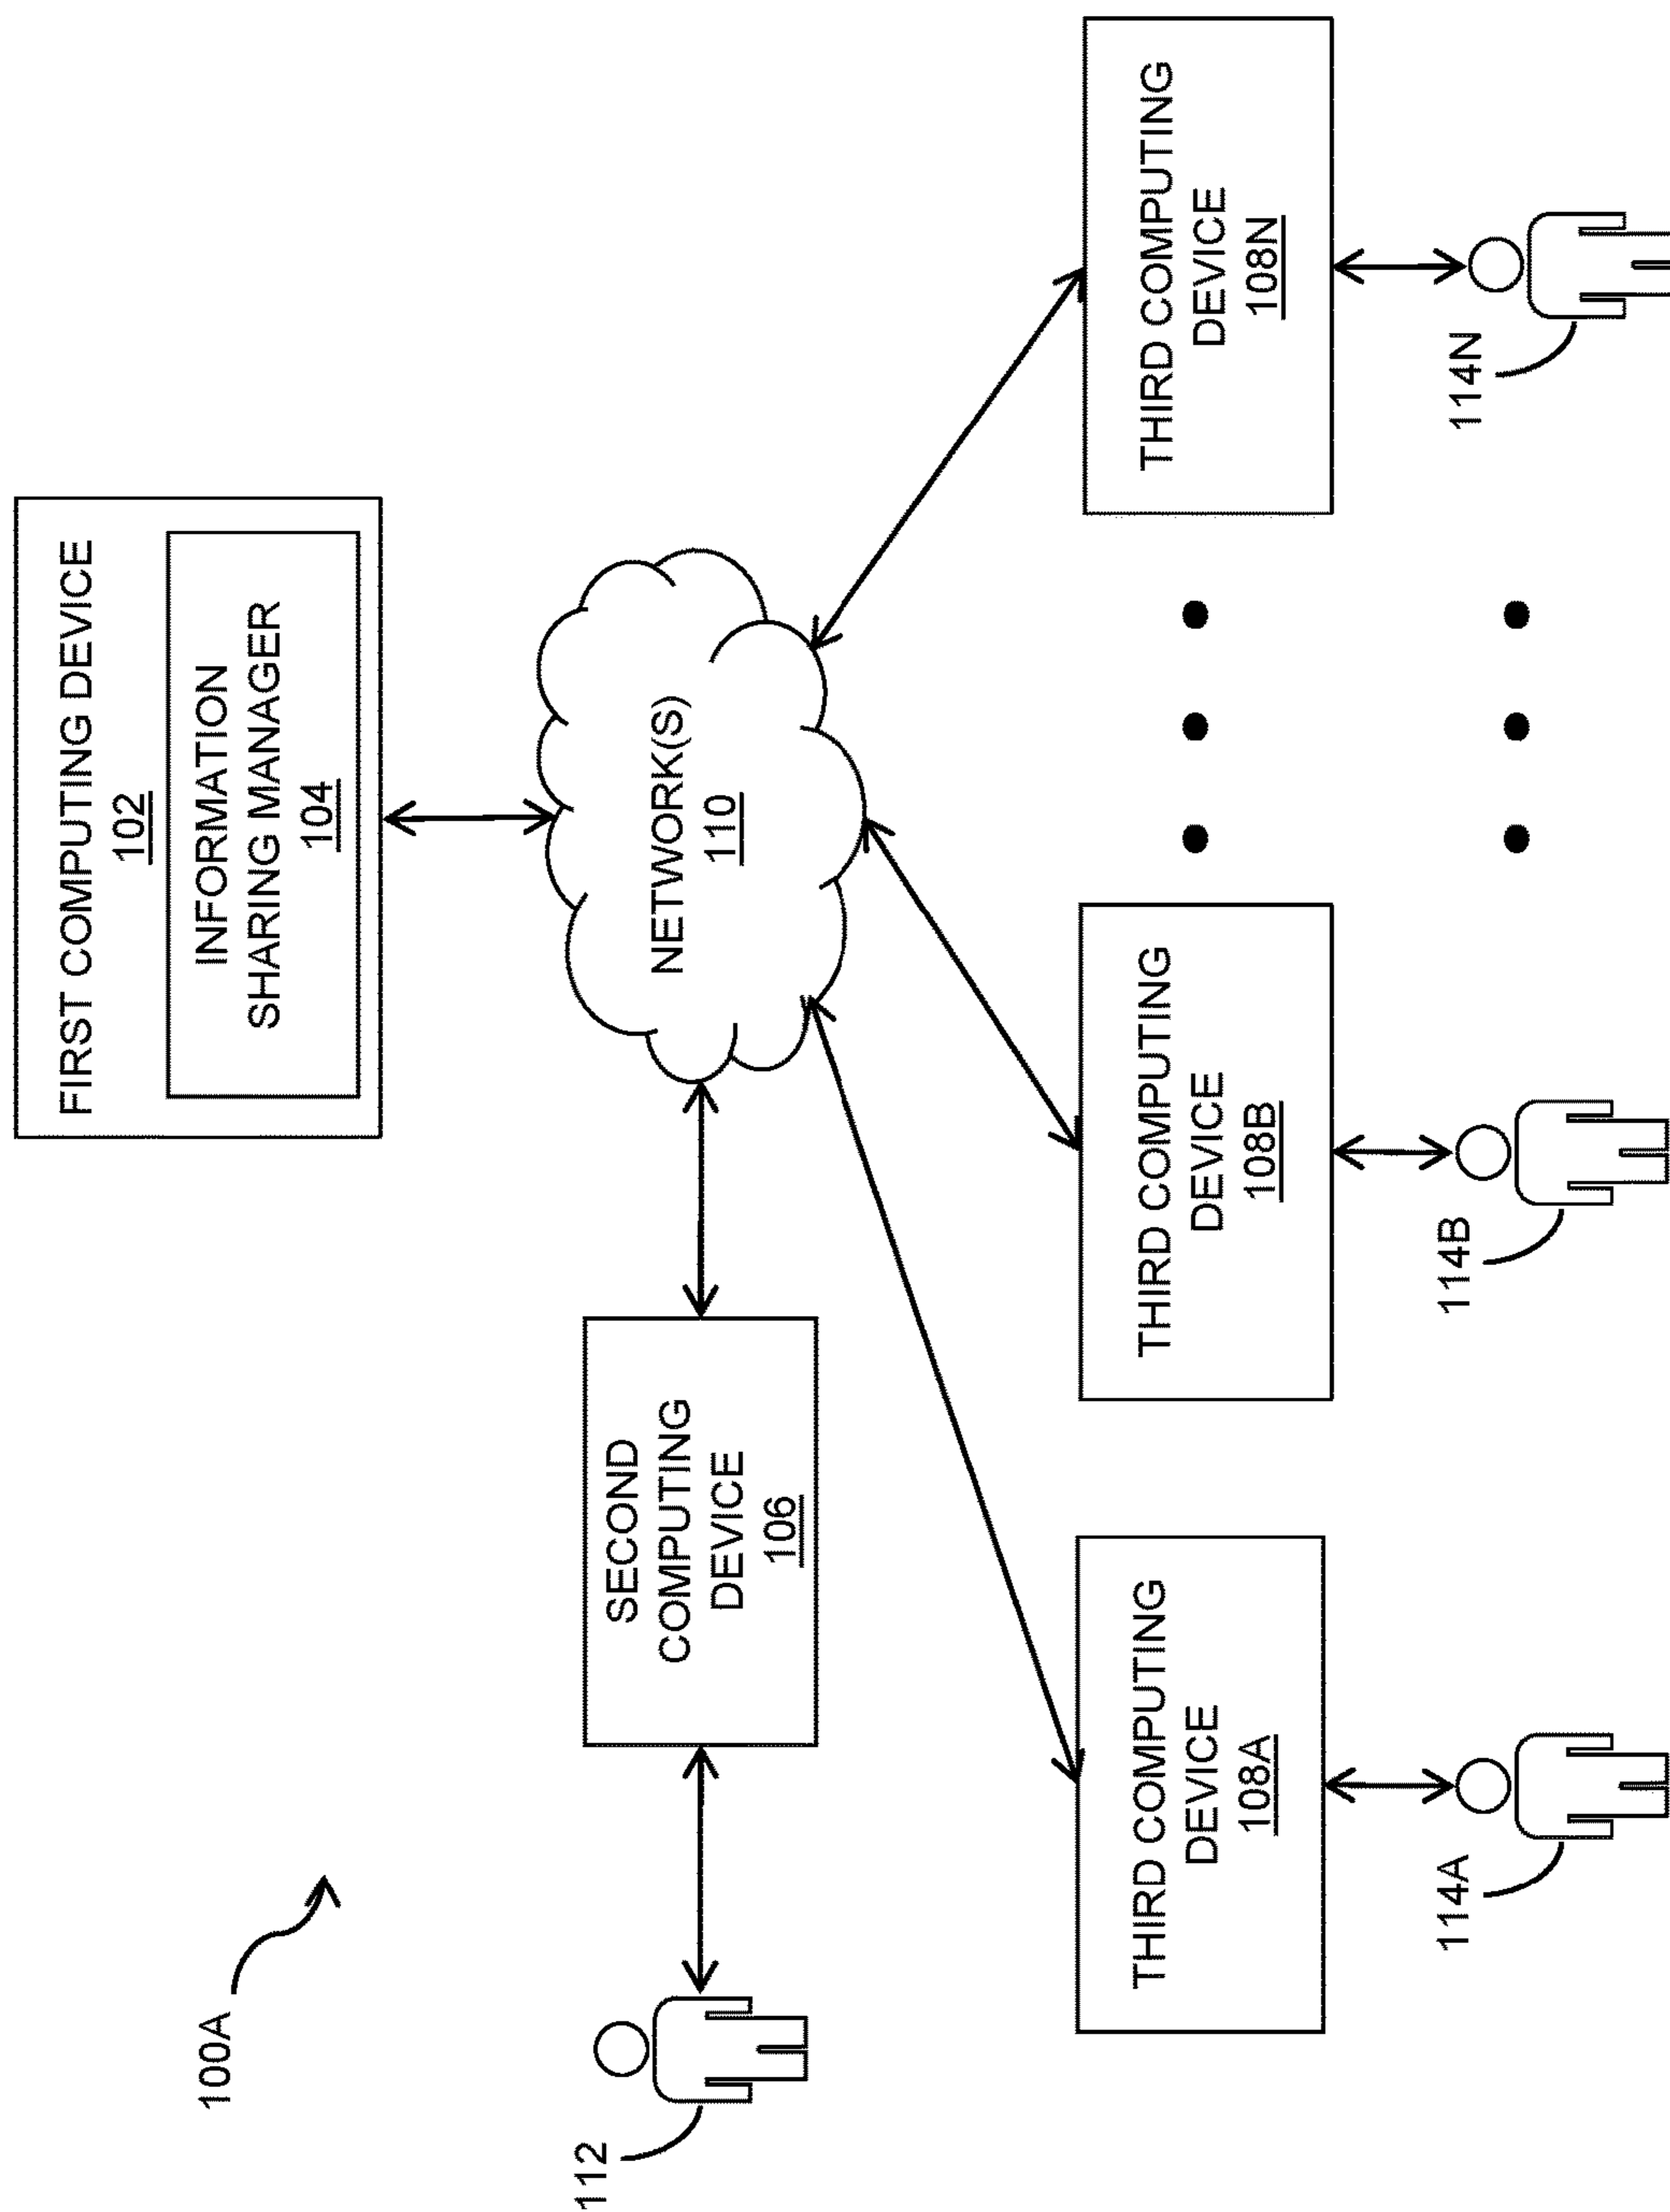 100A
FIRST COMPUTING DEVICE
102
INFORMATION
SHARING MANAGER
104
112
SECOND
COMPUTING
DEVICE
106
NETWORK(S)
110
THIRD COMPUTING
DEVICE
108A
THIRD COMPUTING
DEVICE
108B
THIRD COMPUTING
DEVICE
108N
114A
114B
114N